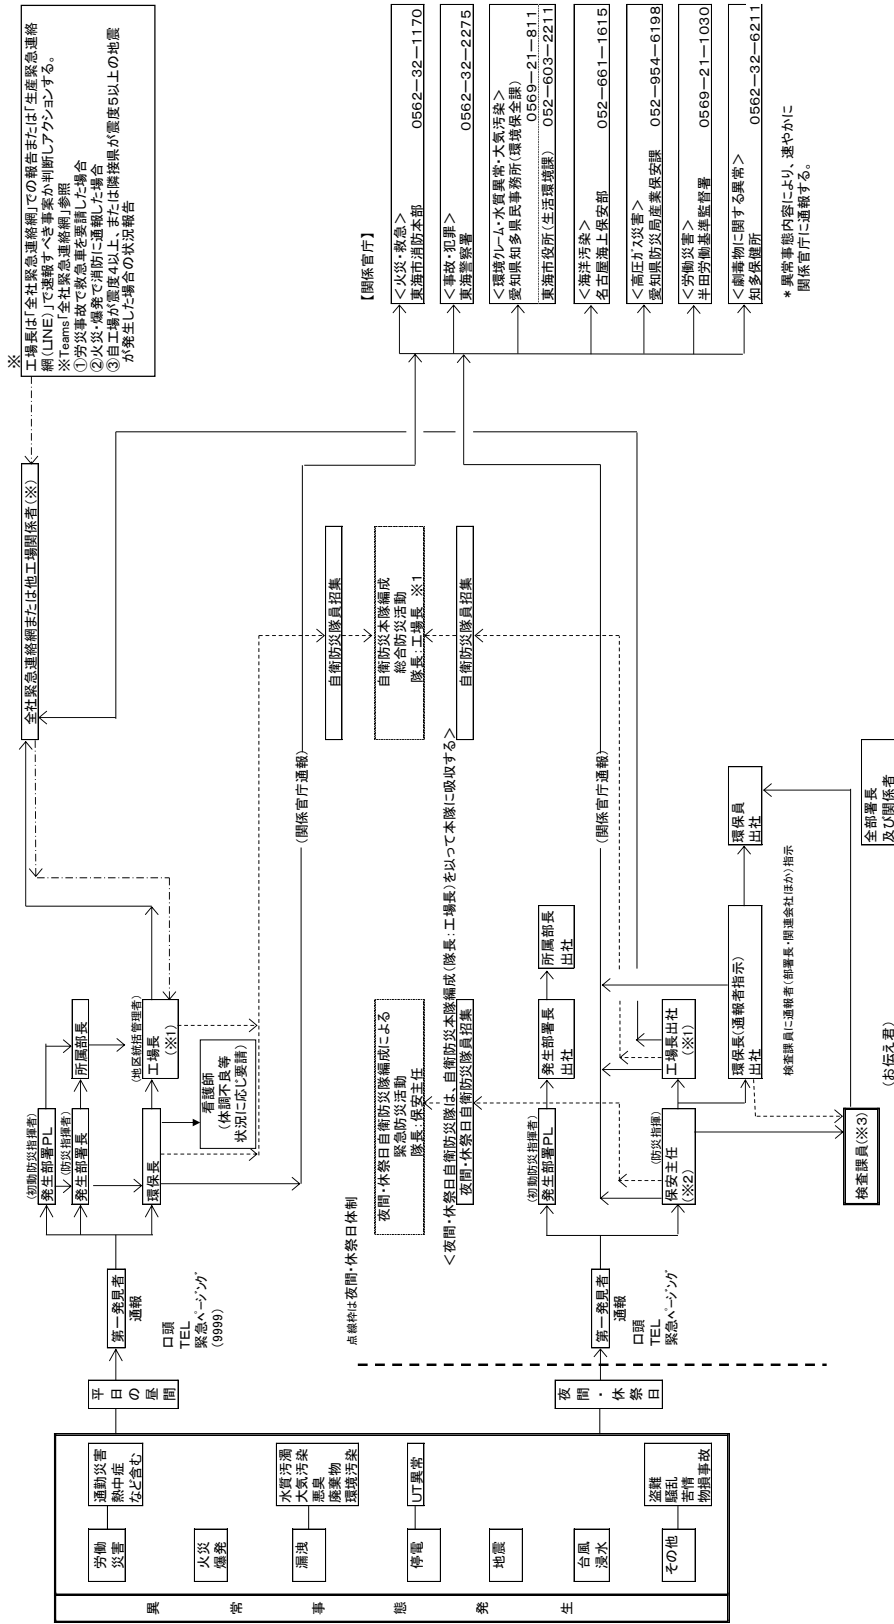 異常事態発生
労働
災害
通勤災害
熱中症
など含む
火災
爆発
漏洩
水質汚濁
大気汚染
悪臭
廃棄物
環境汚染
停電
UT異常
地震
台風
浸水
その他
盗難
騒乱
苦情
物損事故
平日の昼間
第一発見者
通報
口頭
TEL
緊急ページング
(9999)
(初動防災指揮者)
発生部署PL
(防災指揮者)
発生部署長
環保長
所属部長
(地区統括管理者)
工場長
(※1)
看護師
(体調不良等
状況に応じ要請)
全社緊急連絡網または他工場関係者(※)
※
工場長は「全社緊急連絡網」での報告または「生産緊急連絡
網(LINE)」で速報すべき事案か判断しアクションする。
※Teams「全社緊急連絡網」参照
①労災事故で救急車を要請した場合
②火災・爆発で消防に通報した場合
③自工場が震度4以上、または隣接県が震度5以上の地震
が発生した場合の状況報告
(関係官庁通報)
自衛防災隊員招集
自衛防災本隊編成
総合防災活動
隊長:工場長 ※1
自衛防災隊員招集
点線枠は夜間・休祭日体制
夜間・休祭日自衛防災隊編成による
緊急防災活動
隊長:保安主任
<夜間・休祭日自衛防災隊は、自衛防災本隊編成(隊長:工場長)を以って本隊に吸収する>
夜間・休祭日自衛防災隊員招集
夜間・休祭日
第一発見者
通報
口頭
TEL
緊急ページング
(初動防災指揮者)
発生部署PL
発生部署長
出社
所属部長
出社
(防災指揮)
保安主任
(※2)
工場長出社
(※1)
(関係官庁通報)
環保長(通報者指示)
出社
環保員
出社
検査課員に通報者(部署長・関連会社ほか)指示
検査課員(※3)
(お伝え君)
全部署長
及び関係者
【関係官庁】
<火災・救急>
東海市消防本部 0562-32-1170
<事故・犯罪>
東海警察署 0562-32-2275
<環境クレーム・水質異常・大気汚染>
愛知県知多県民事務所(環境保全課)
0569-21-811
東海市役所(生活環境課) 052-603-2211
<海洋汚染>
名古屋海上保安部 052-661-1615
<高圧ガス災害>
愛知県防災局産業保安課 052-954-6198
<労働災害>
半田労働基準監督署 0569-21-1030
<劇毒物に関する異常>
知多保健所 0562-32-6211
*異常事態内容により、速やかに
関係官庁に通報する。